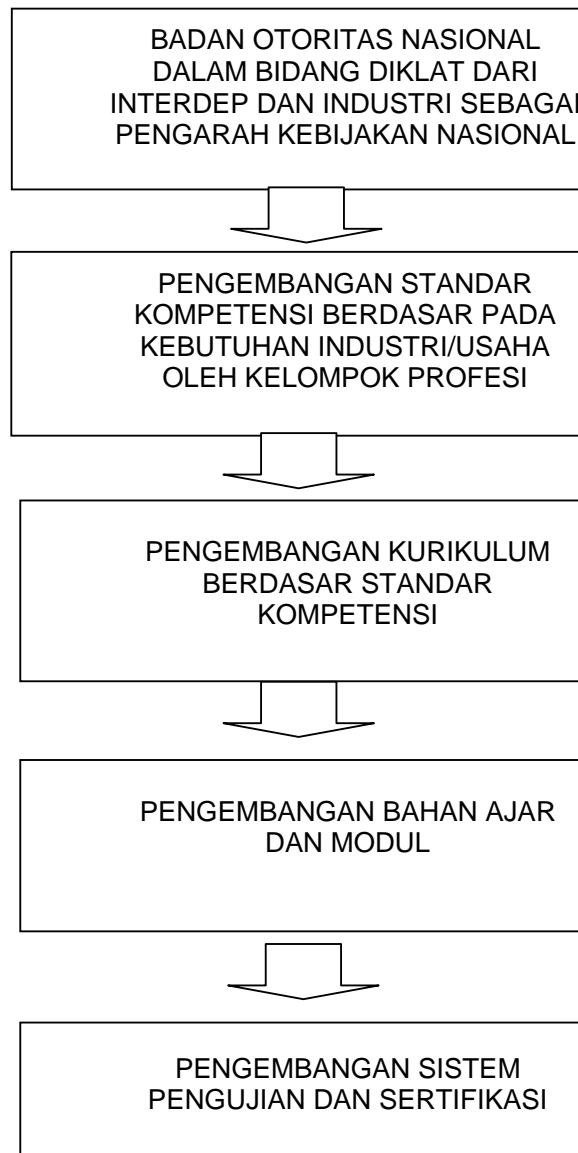 BADAN OTORITAS NASIONAL
DALAM BIDANG DIKLAT DARI
INTERDEP DAN INDUSTRI SEBAGAI
PENGARAH KEBIJAKAN NASIONAL
PENGEMBANGAN STANDAR
KOMPETENSI BERDASAR PADA
KEBUTUHAN INDUSTRI/USAHA
OLEH KELOMPOK PROFESI
PENGEMBANGAN KURIKULUM
BERDASAR STANDAR
KOMPETENSI
PENGEMBANGAN BAHAN AJAR
DAN MODUL
PENGEMBANGAN SISTEM
PENGUJIAN DAN SERTIFIKASI